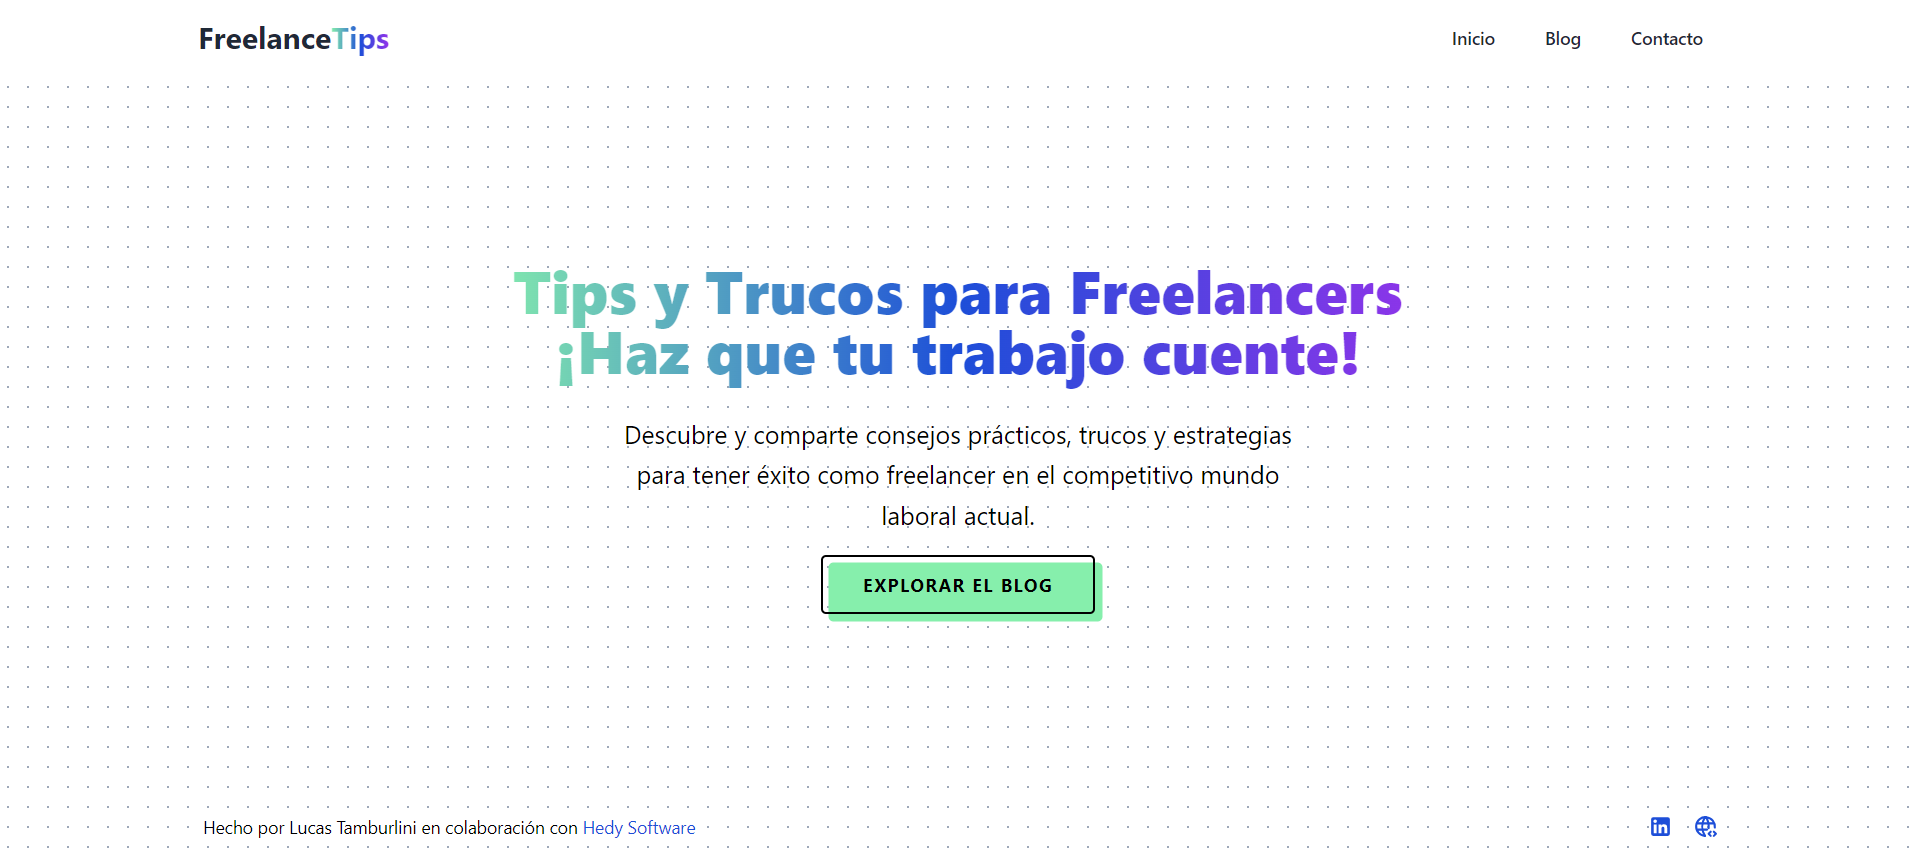 FreelanceTips
Inicio
Blog
Contacto
Tips y Trucos para Freelancers
¡Haz que tu trabajo cuente!
Descubre y comparte consejos prácticos, trucos y estrategias
para tener éxito como freelancer en el competitivo mundo
laboral actual.
EXPLORAR EL BLOG
Hecho por Lucas Tamburlini en colaboración con Hedy Software